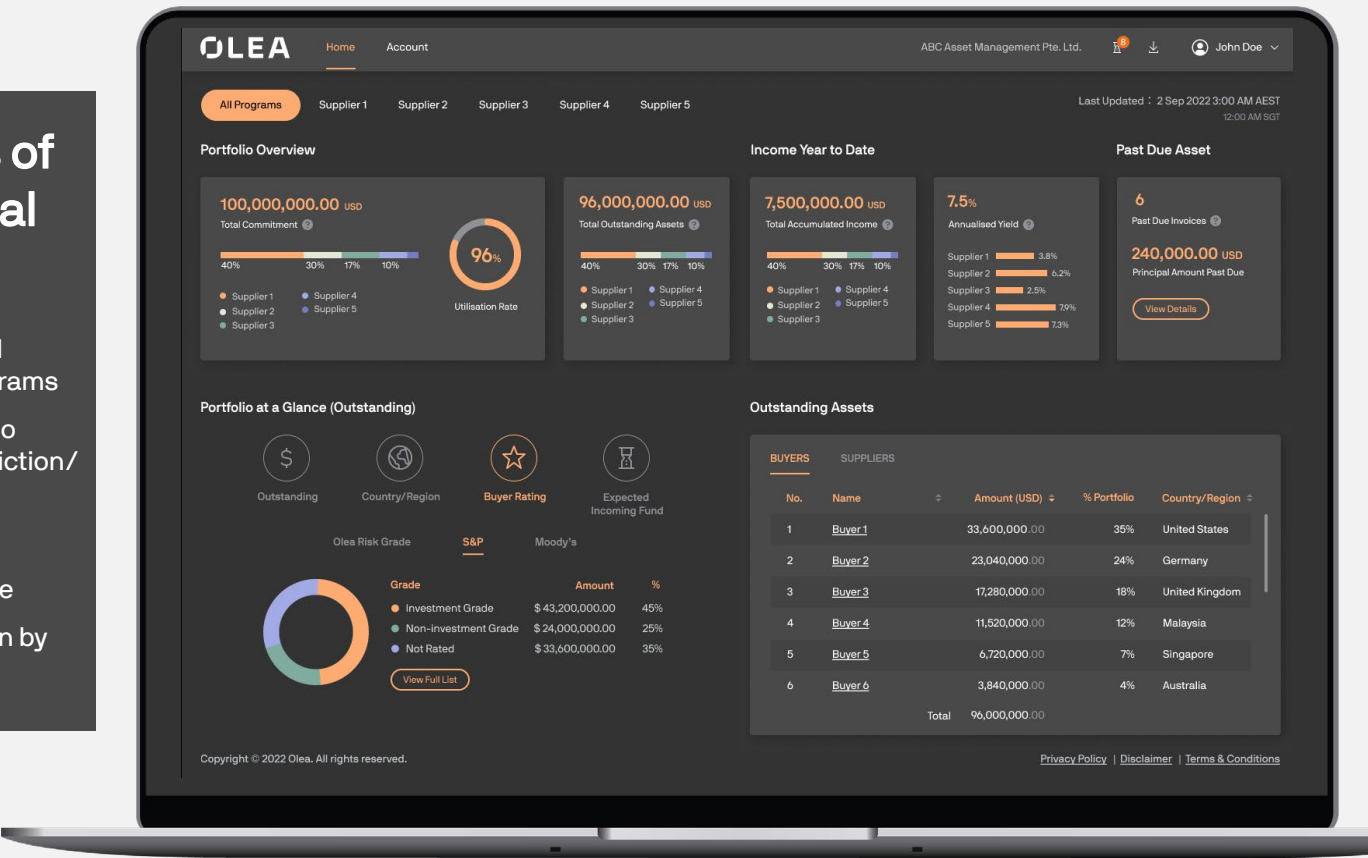 of
al
rams
o
iction/
e
n by
OLEA Home Account ABC Asset Management Pte. Ltd. 8 John Doe
All Programs Supplier 1 Supplier 2 Supplier 3 Supplier 4 Supplier 5 Last Updated : 2 Sep 2022 3:00 AM AEST
12:00 AM SGT
Portfolio Overview
100,000,000.00 USD
Total Commitment ?
40% 30% 17% 10%
Supplier 1 Supplier 4
Supplier 2 Supplier 5
Supplier 3
96%
Utilisation Rate
96,000,000.00 USD
Total Outstanding Assets ?
40% 30% 17% 10%
Supplier 1 Supplier 4
Supplier 2 Supplier 5
Supplier 3
Income Year to Date
7,500,000.00 USD
Total Accumulated Income ?
40% 30% 17% 10%
Supplier 1 Supplier 4
Supplier 2 Supplier 5
Supplier 3
7.5%
Annualised Yield ?
Supplier 1 3.8%
Supplier 2 6.2%
Supplier 3 2.5%
Supplier 4 7.9%
Supplier 5 7.3%
Past Due Asset
6
Past Due Invoices ?
240,000.00 USD
Principal Amount Past Due
View Details
Portfolio at a Glance (Outstanding)
$
Outstanding Country/Region Buyer Rating Expected
Incoming Fund
Olea Risk Grade S&P Moody's
Grade Amount %
Investment Grade $ 43,200,000.00 45%
Non-investment Grade $ 24,000,000.00 25%
Not Rated $ 33,600,000.00 35%
View Full List
Outstanding Assets
BUYERS SUPPLIERS
No. Name Amount (USD) % Portfolio Country/Region
1 Buyer 1 33,600,000.00 35% United States
2 Buyer 2 23,040,000.00 24% Germany
3 Buyer 3 17,280,000.00 18% United Kingdom
4 Buyer 4 11,520,000.00 12% Malaysia
5 Buyer 5 6,720,000.00 7% Singapore
6 Buyer 6 3,840,000.00 4% Australia
Total 96,000,000.00
Copyright © 2022 Olea. All rights reserved. Privacy Policy | Disclaimer | Terms & Conditions